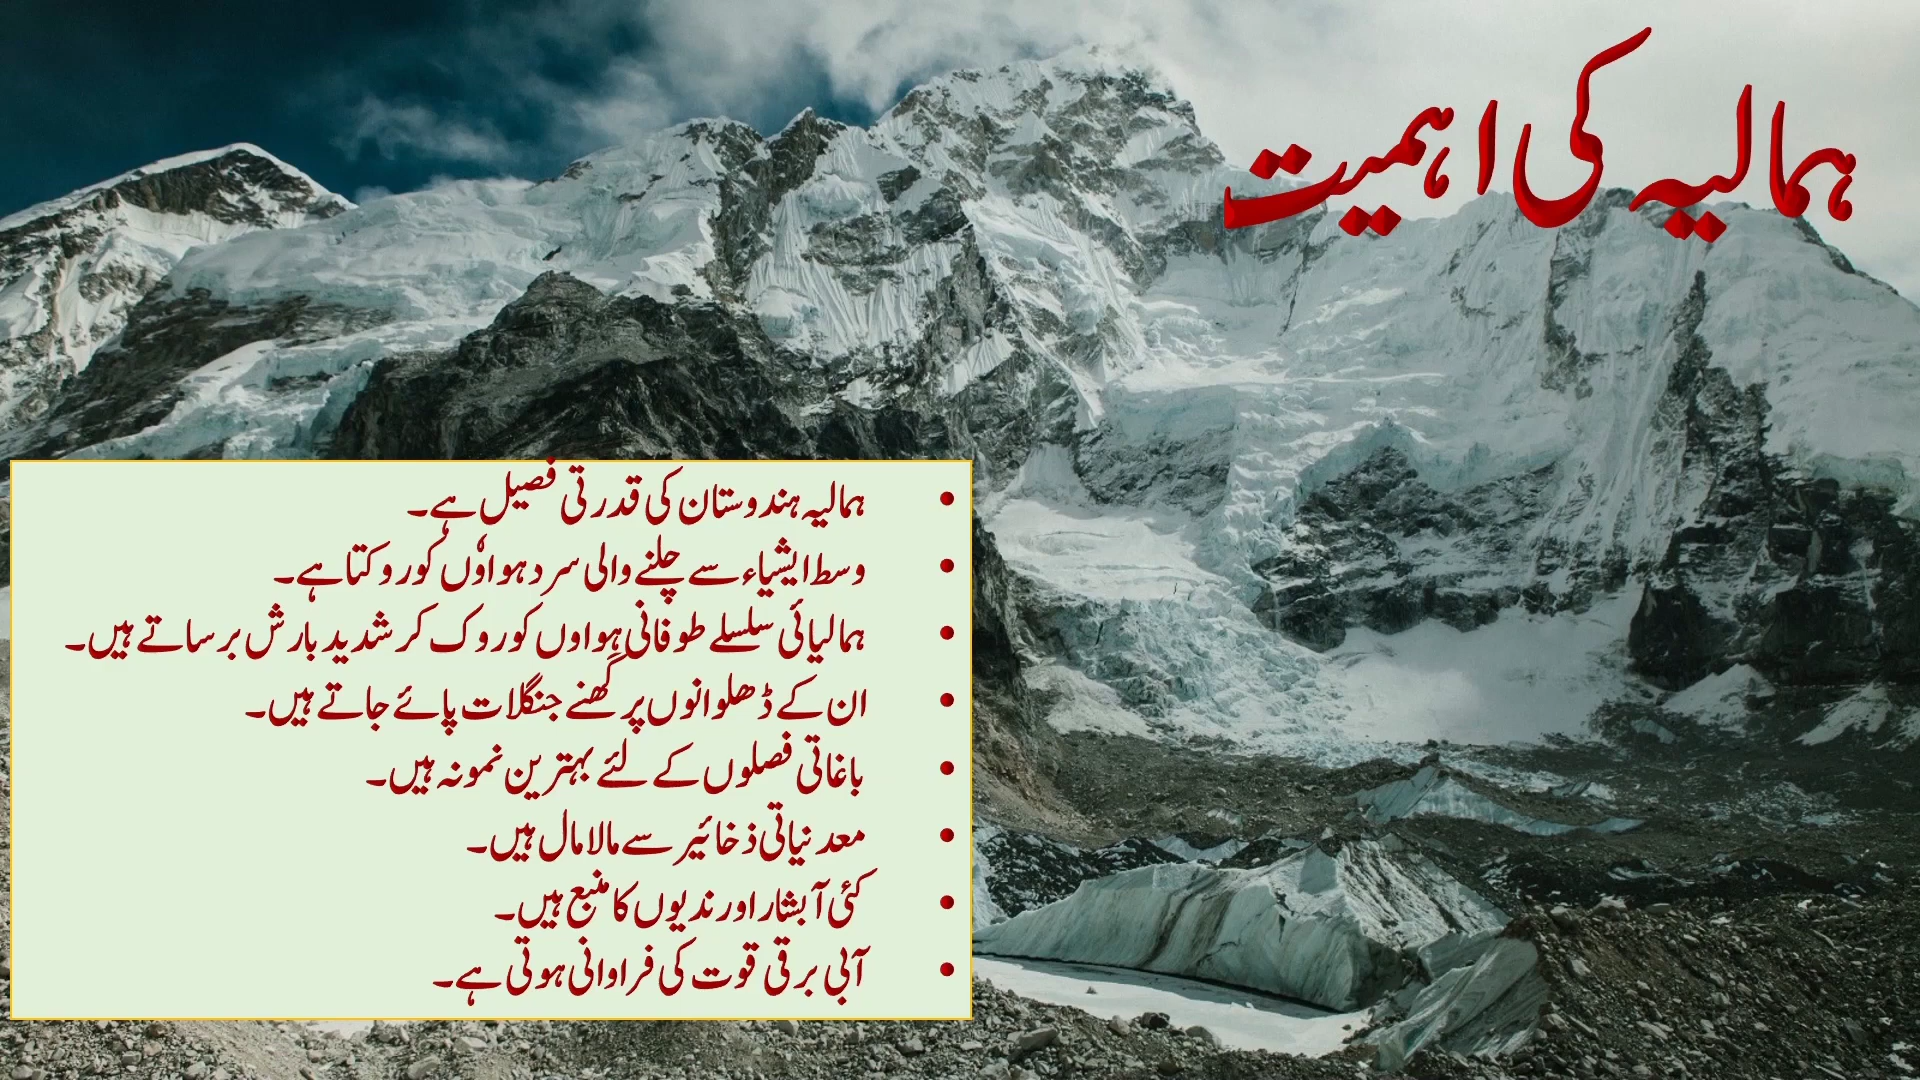 ہمالیہ کی اہمیت
• ہمالیہ ہندوستان کی قدرتی فصیل ہے۔
• وسط ایشیاء سے چلنے والی سرد ہواوٗں کو روکتا ہے۔
• ہمالیائی سلسلے طوفانی ہواوں کو روک کر شدید بارش برساتے ہیں۔
• ان کے ڈھلوانوں پر گھنے جنگلات پائے جاتے ہیں۔
• باغاتی فصلوں کے لئے بہترین نمونہ ہیں۔
• معدنیاتی ذخائیر سے مالا مال ہیں۔
• کئی آبشار اور ندیوں کا منبع ہیں۔
• آبی برقی قوت کی فراوانی ہوتی ہے۔